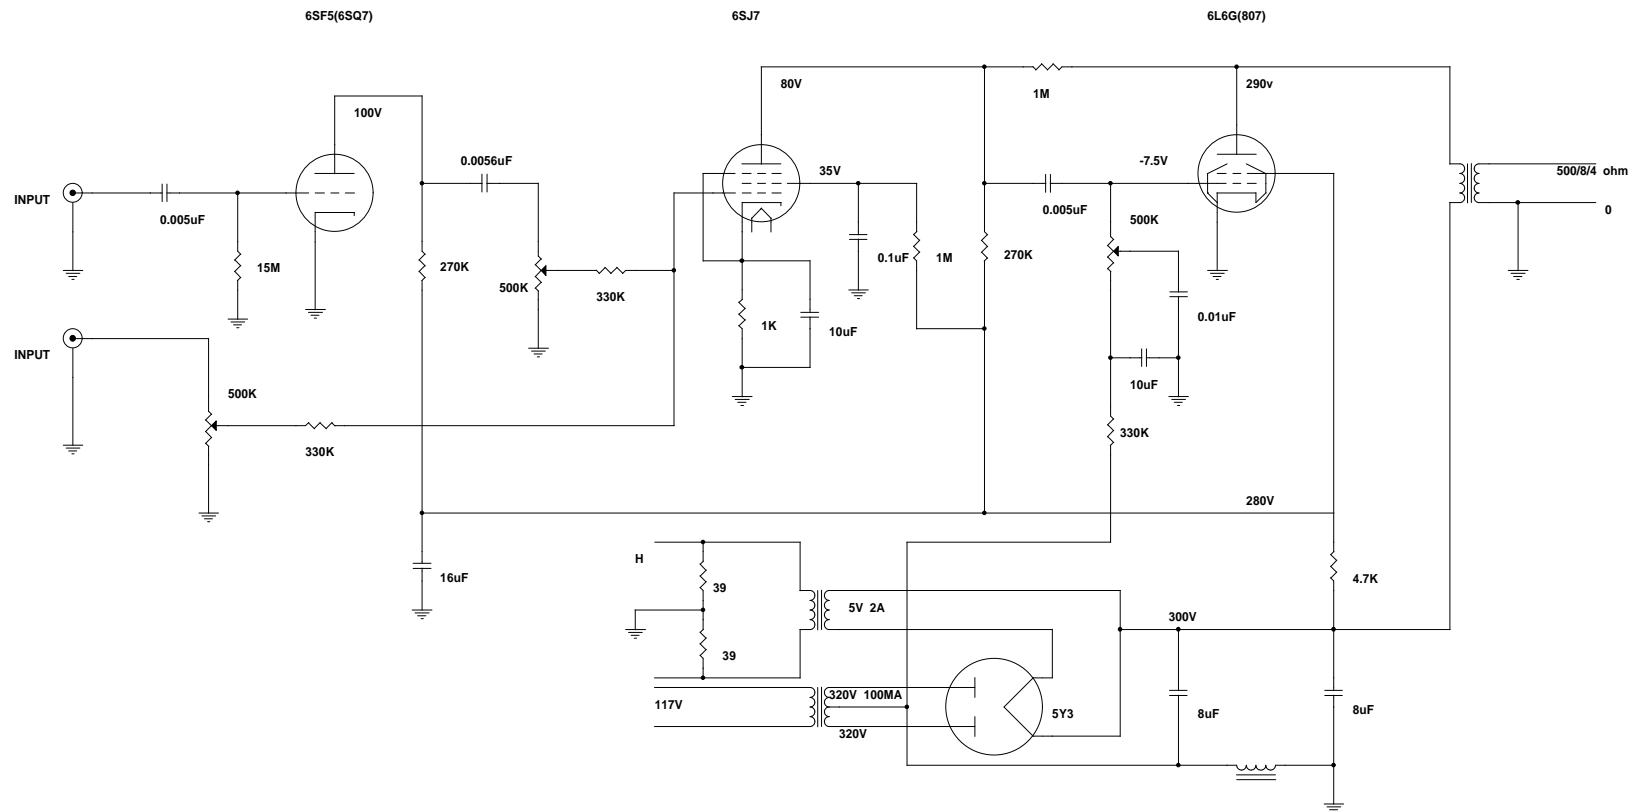 6SF5(6SQ7)
6SJ7
6L6G(807)
80V
1M
290v
100V
0.0056uF
35V
-7.5V
500/8/4 ohm
INPUT
0.005uF
0.005uF
500K
0
15M
270K
500K
330K
0.1uF
1M
270K
0.01uF
1K
10uF
INPUT
10uF
500K
330K
330K
280V
H
16uF
39
5V 2A
4.7K
300V
39
320V 100MA
117V
5Y3
8uF
8uF
320V